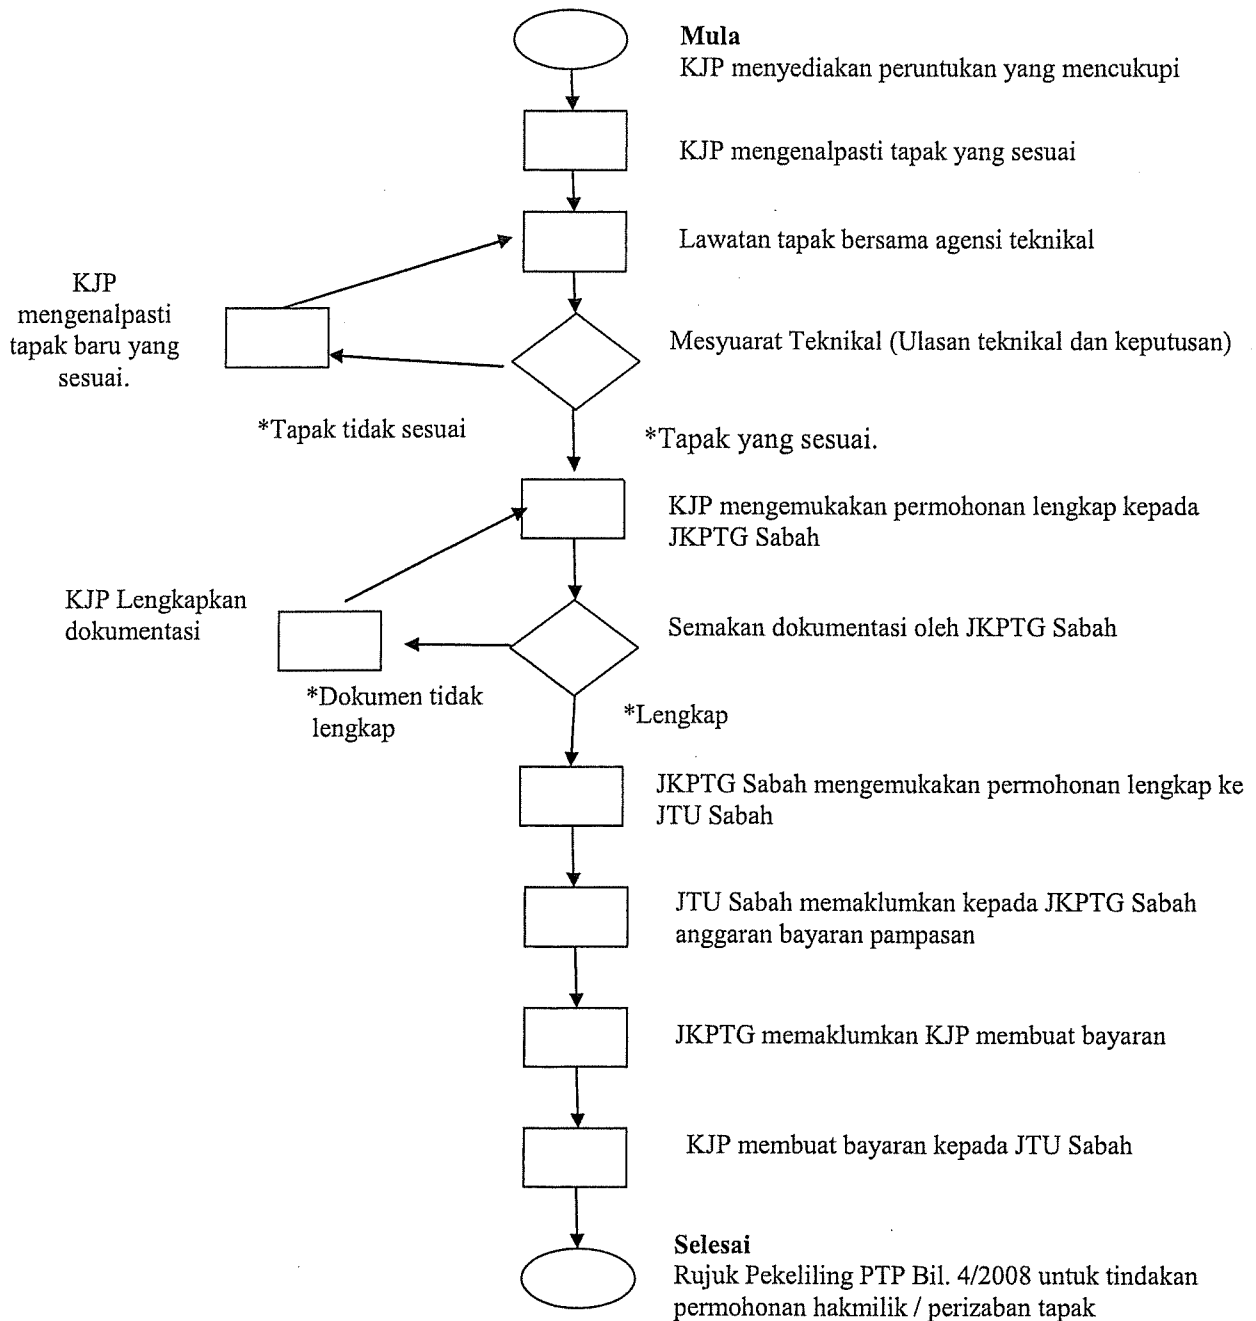 Mula
KJP menyediakan peruntukan yang mencukupi
KJP mengenalpasti tapak yang sesuai
Lawatan tapak bersama agensi teknikal
KJP
mengenalpasti
tapak baru yang
sesuai.
Mesyuarat Teknikal (Ulasan teknikal dan keputusan)
*Tapak tidak sesuai
*Tapak yang sesuai.
KJP mengemukakan permohonan lengkap kepada
JKPTG Sabah
KJP Lengkapkan
dokumentasi
Semakan dokumentasi oleh JKPTG Sabah
*Dokumen tidak
lengkap
*Lengkap
JKPTG Sabah mengemukakan permohonan lengkap ke
JTU Sabah
JTU Sabah memaklumkan kepada JKPTG Sabah
anggaran bayaran pampasan
JKPTG memaklumkan KJP membuat bayaran
KJP membuat bayaran kepada JTU Sabah
Selesai
Rujuk Pekeliling PTP Bil. 4/2008 untuk tindakan
permohonan hakmilik / perizaban tapak